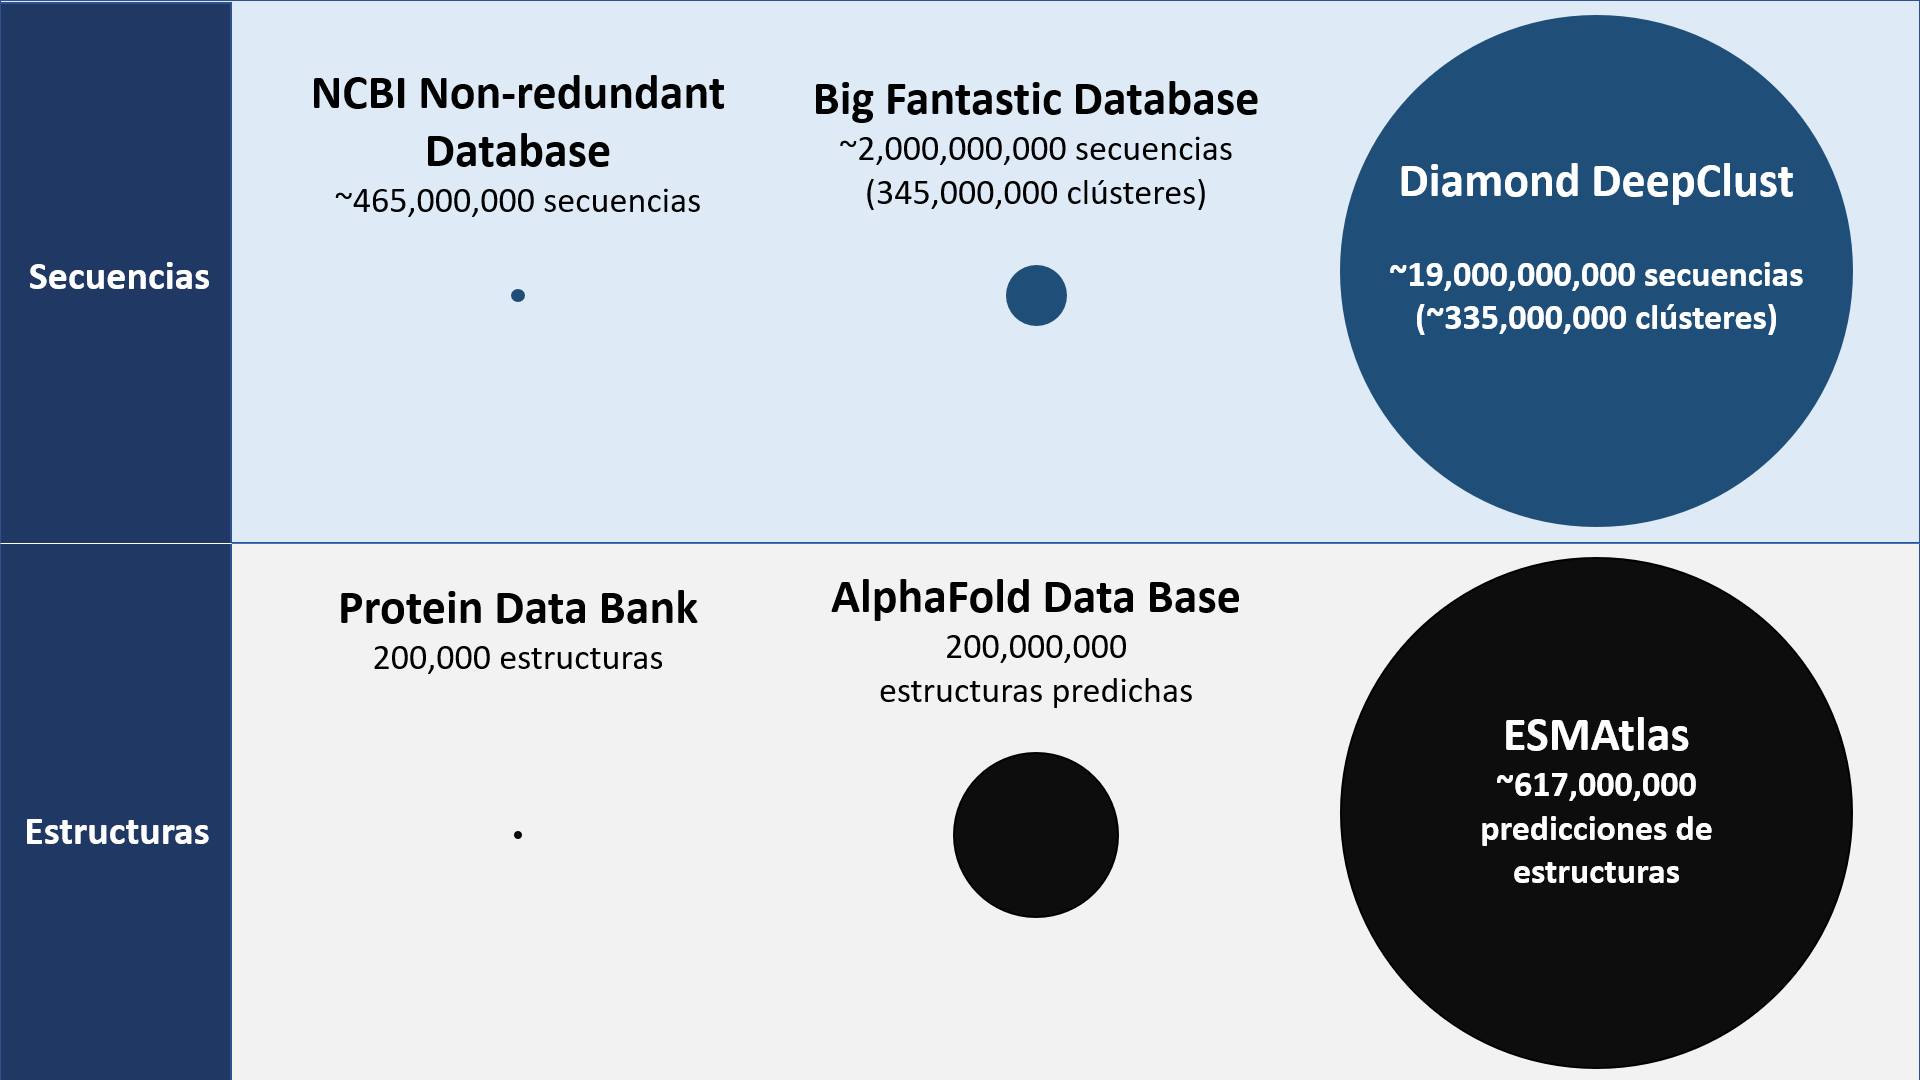 NCBI Non-redundant
Database
~465,000,000 secuencias
Big Fantastic Database
~2,000,000,000 secuencias
(345,000,000 clústeres)
Diamond DeepClust
~19,000,000,000 secuencias
(~335,000,000 clústeres)
Secuencias
Protein Data Bank
200,000 estructuras
AlphaFold Data Base
200,000,000
estructuras predichas
ESMAtlas
~617,000,000
predicciones de
estructuras
Estructuras